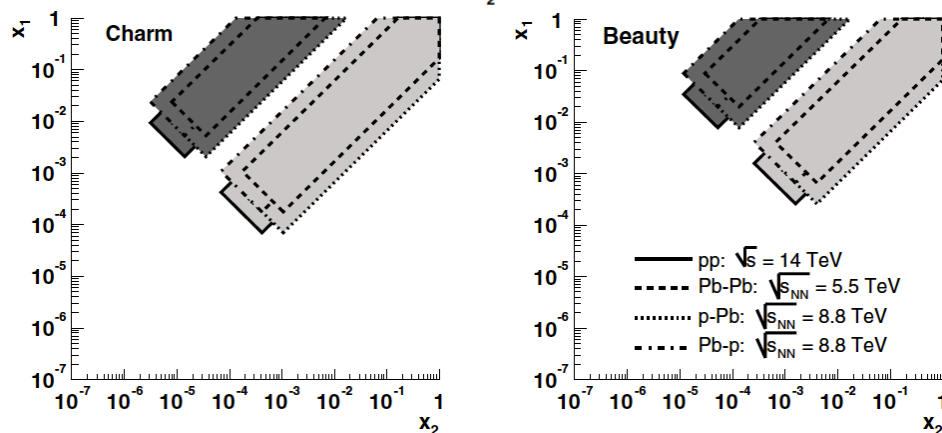 2
Charm
x₁
1
10⁻¹
10⁻²
10⁻³
10⁻⁴
10⁻⁵
10⁻⁶
10⁻⁷
10⁻⁷ 10⁻⁶ 10⁻⁵ 10⁻⁴ 10⁻³ 10⁻² 10⁻¹ 1
x₂
Beauty
x₁
1
10⁻¹
10⁻²
10⁻³
10⁻⁴
10⁻⁵
10⁻⁶
10⁻⁷
pp: √s = 14 TeV
Pb-Pb: √s_NN = 5.5 TeV
p-Pb: √s_NN = 8.8 TeV
Pb-p: √s_NN = 8.8 TeV
10⁻⁷ 10⁻⁶ 10⁻⁵ 10⁻⁴ 10⁻³ 10⁻² 10⁻¹ 1
x₂